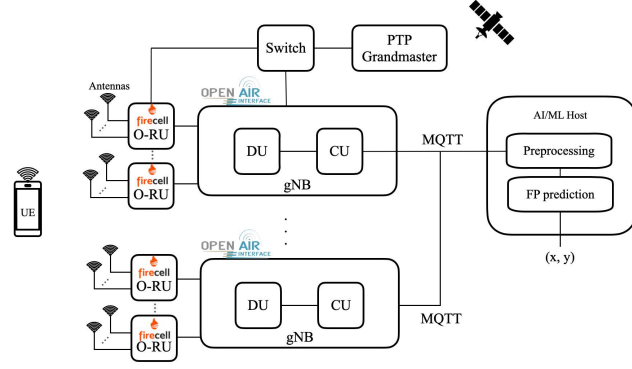 Switch
PTP
Grandmaster
Antennas
OPEN AIR
INTERFACE
firecell
O-RU
DU
CU
gNB
MQTT
AI/ML Host
Preprocessing
FP prediction
(x, y)
firecell
O-RU
UE
OPEN AIR
INTERFACE
firecell
O-RU
DU
CU
gNB
MQTT
firecell
O-RU